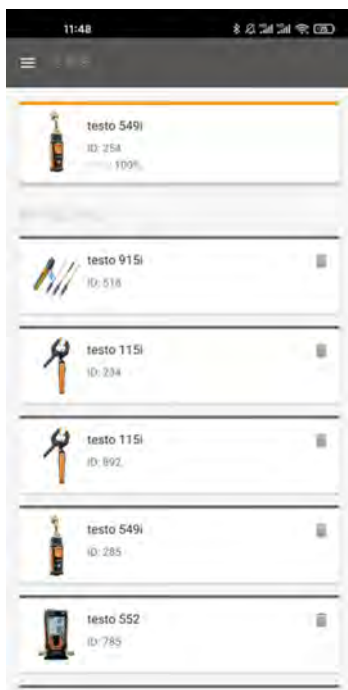 11:48
testo 549i
ID: 254
100%
testo 915i
ID: 518
testo 115i
ID: 234
testo 115i
ID: 892
testo 549i
ID: 285
testo 552
ID: 785